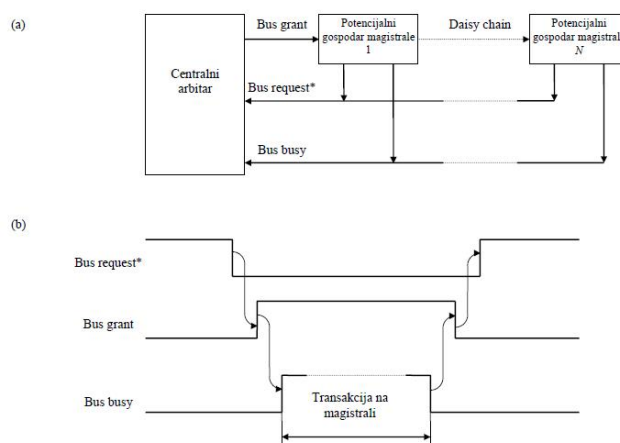 (a)
Bus grant
Potencijalni
gospodar magistrale
1
Daisy chain
Potencijalni
gospodar magistrale
N
Centralni
arbitar
Bus request*
Bus busy
(b)
Bus request*
Bus grant
Bus busy
Transakcija na
magistrali